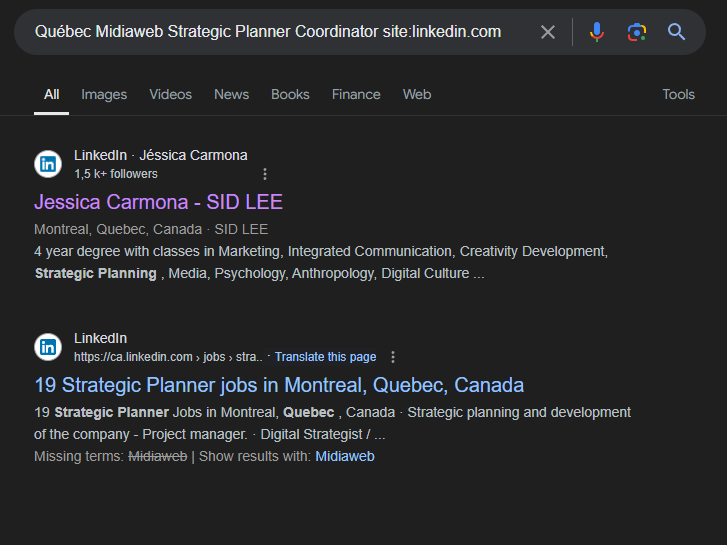 Québec Midiaweb Strategic Planner Coordinator site:linkedin.com
All Images Videos News Books Finance Web Tools
LinkedIn · Jéssica Carmona
1,5 k+ followers
Jessica Carmona - SID LEE
Montreal, Quebec, Canada · SID LEE
4 year degree with classes in Marketing, Integrated Communication, Creativity Development,
Strategic Planning , Media, Psychology, Anthropology, Digital Culture ...
LinkedIn
https://ca.linkedin.com › jobs › stra.. · Translate this page
19 Strategic Planner jobs in Montreal, Quebec, Canada
19 Strategic Planner Jobs in Montreal, Quebec , Canada · Strategic planning and development
of the company - Project manager. · Digital Strategist / ...
Missing terms: Midiaweb | Show results with: Midiaweb